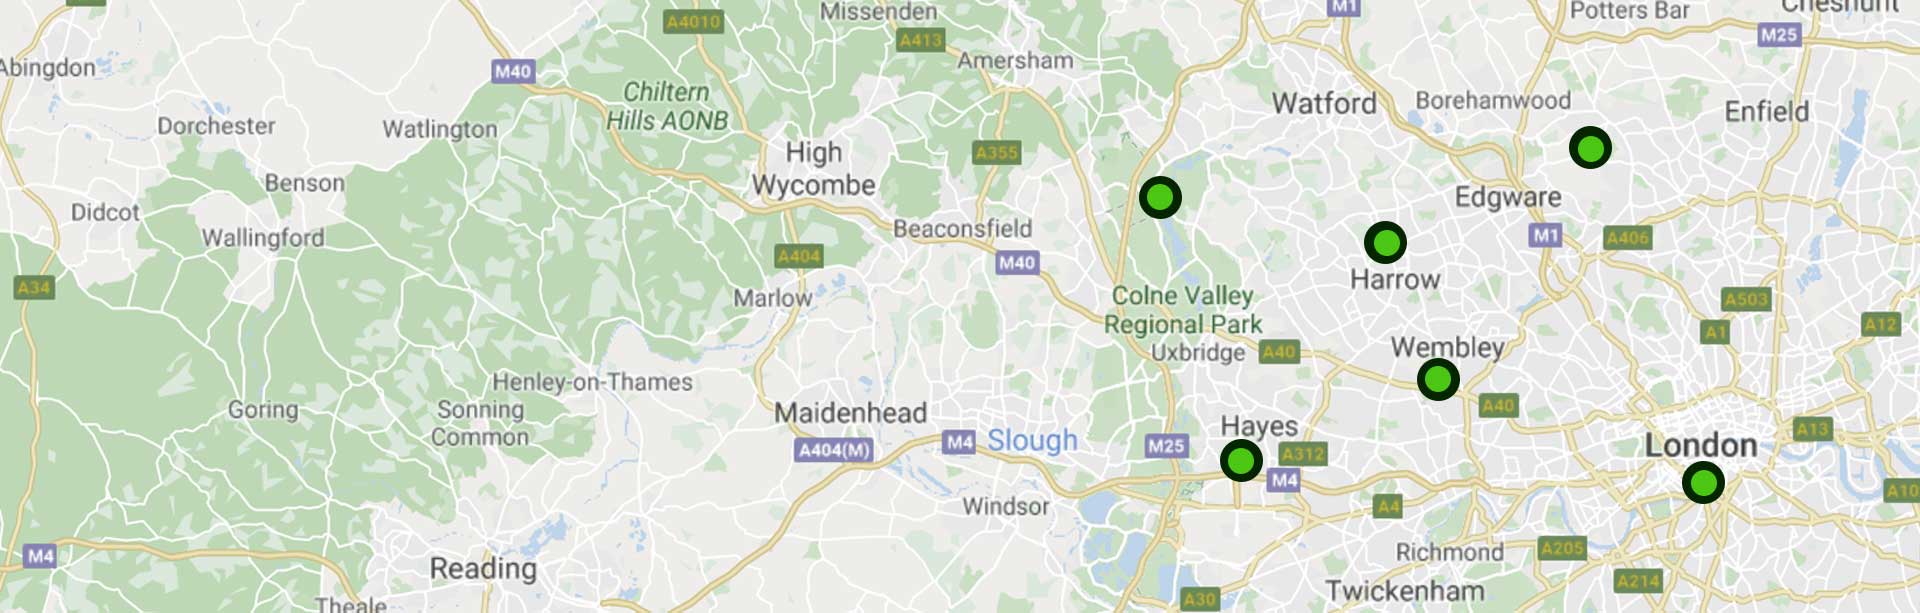 A4010
Missenden
M1
Potters Bar
Cheshunt
M25
A413
Abingdon
M40
Amersham
Chiltern
Hills AONB
Watford
Borehamwood
Enfield
Dorchester
Watlington
High
Wycombe
A355
Benson
Edgware
Didcot
Wallingford
Beaconsfield
M1
A406
A404
M40
Harrow
A34
Marlow
Colne Valley
Regional Park
A503
A1
A12
Uxbridge
A40
Wembley
Henley-on-Thames
Goring
Sonning
Common
Maidenhead
A40
A404(M)
M4
Slough
M25
Hayes
A312
M4
London
A13
Windsor
A4
A10
M4
Reading
Richmond
A205
A214
Theale
A30
Twickenham